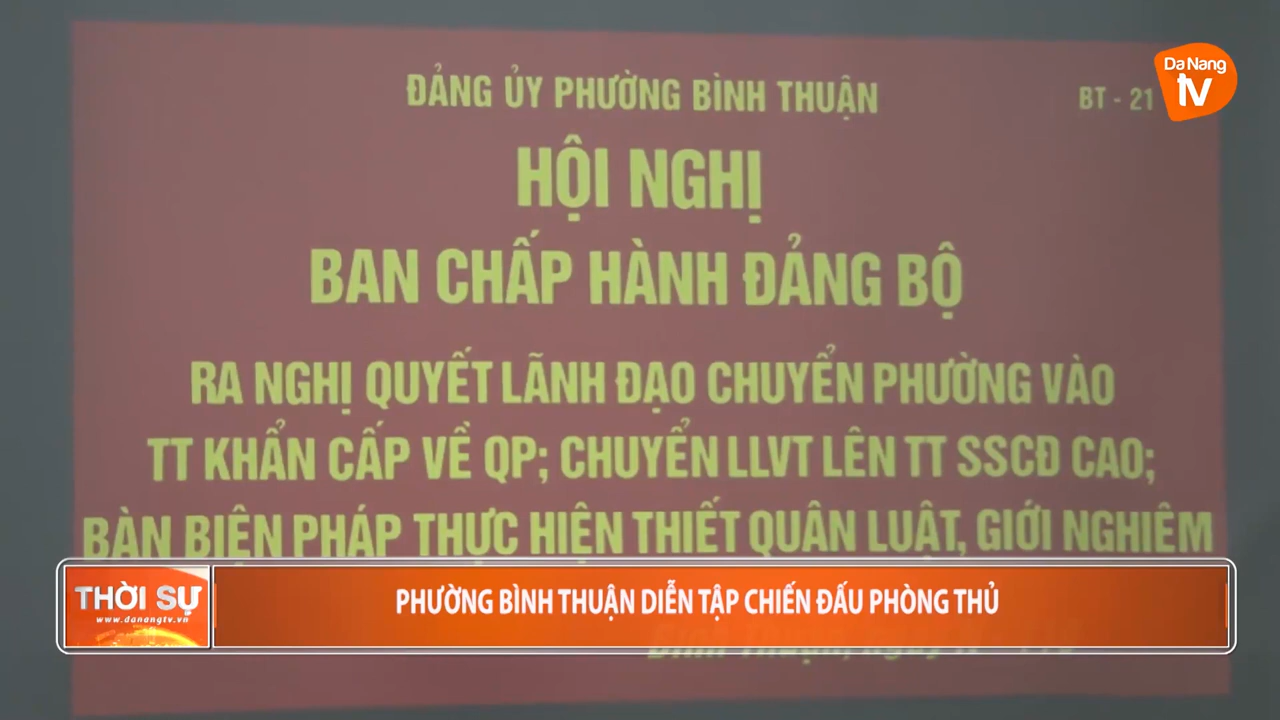 ĐẢNG ỦY PHƯỜNG BÌNH THUẬN
BT - 21
Da Nang
tv
HỘI NGHỊ
BAN CHẤP HÀNH ĐẢNG BỘ
RA NGHỊ QUYẾT LÃNH ĐẠO CHUYỂN PHƯỜNG VÀO
TT KHẨN CẤP VỀ QP; CHUYỂN LLVT LÊN TT SSCĐ CAO;
BÀN BIỆN PHÁP THỰC HIỆN THIẾT QUÂN LUẬT, GIỚI NGHIÊM
THỜI SỰ
www.danangtv.vn
PHƯỜNG BÌNH THUẬN DIỄN TẬP CHIẾN ĐẤU PHÒNG THỦ